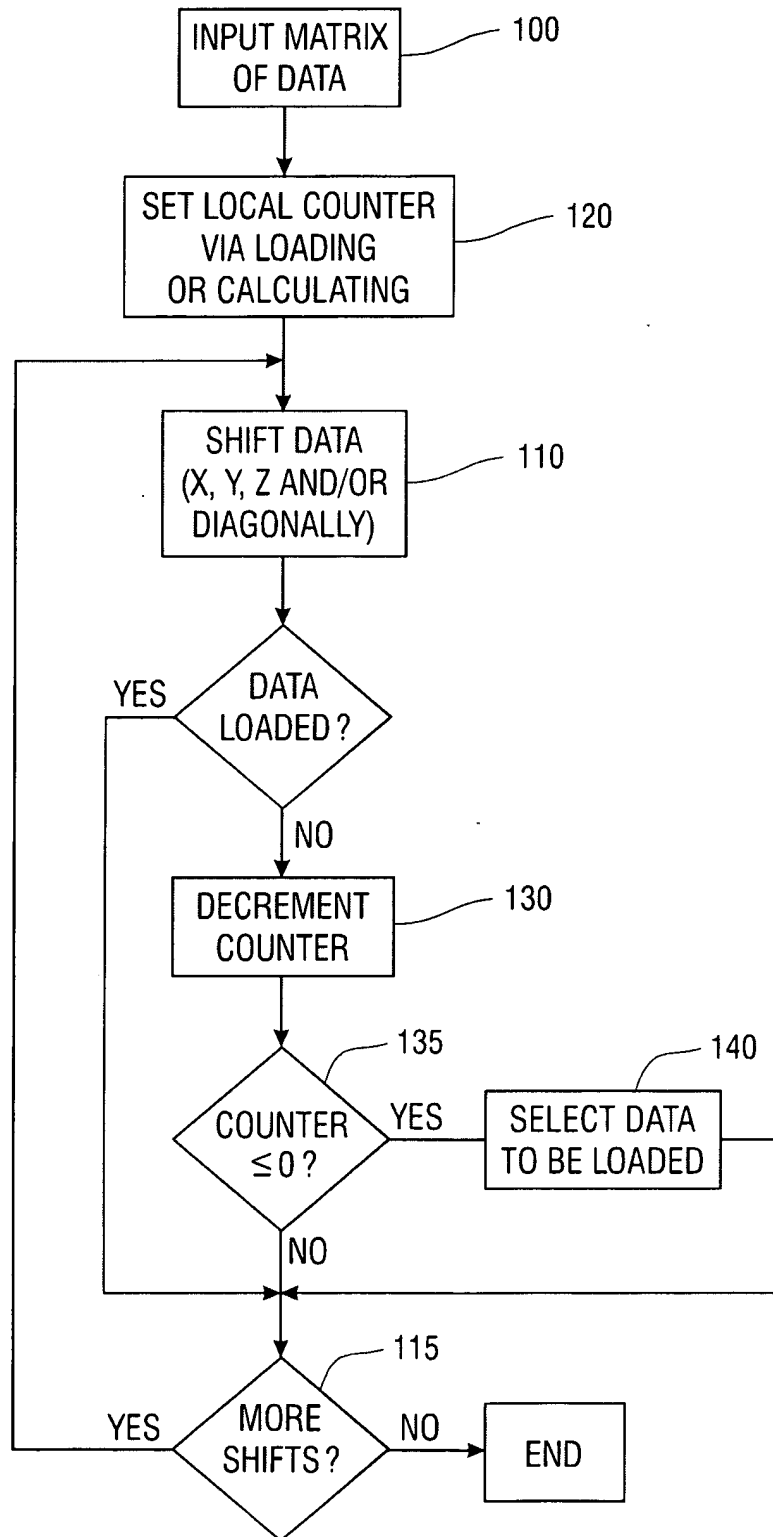 INPUT MATRIX
OF DATA
100
SET LOCAL COUNTER
VIA LOADING
OR CALCULATING
120
SHIFT DATA
(X, Y, Z AND/OR
DIAGONALLY)
110
DATA
LOADED?
YES
NO
DECREMENT
COUNTER
130
COUNTER
≤ 0?
135
YES
SELECT DATA
TO BE LOADED
140
NO
MORE
SHIFTS?
115
YES
NO
END